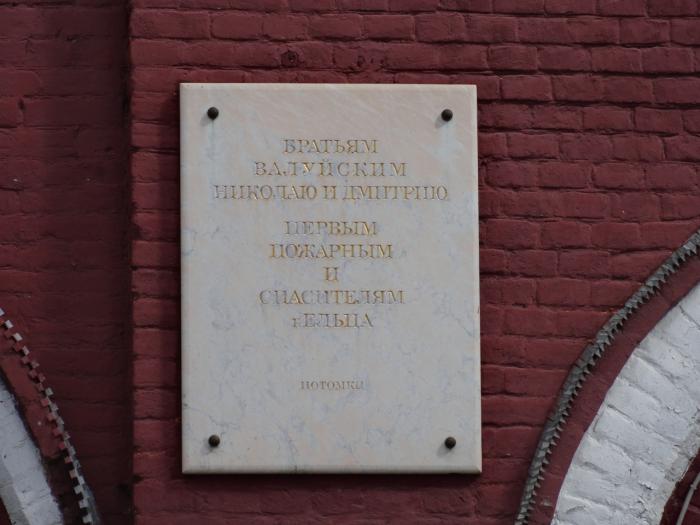 БРАТЬЯМ
ВАЛУЙСКИМ
НИКОЛАЮ И ДМИТРИЮ
ПЕРВЫМ
ПОЖАРНЫМ
И
СПАСИТЕЛЯМ
г.ЕЛЬЦА
ПОТОМКИ